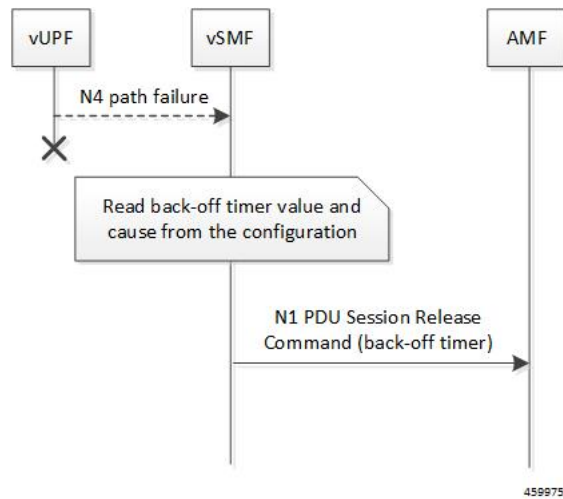 vUPF
vSMF
AMF
N4 path failure
Read back-off timer value and
cause from the configuration
N1 PDU Session Release
Command (back-off timer)
459975